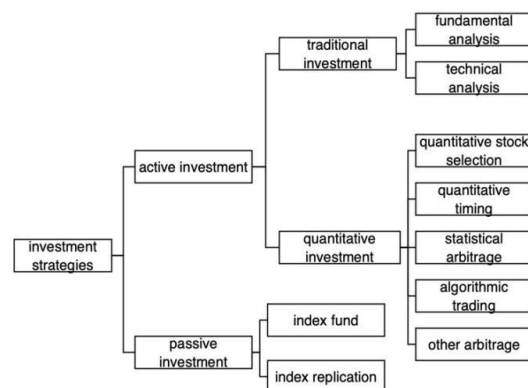 fundamental
analysis
traditional
investment
technical
analysis
quantitative stock
selection
active investment
quantitative
timing
investment
strategies
quantitative
investment
statistical
arbitrage
algorithmic
trading
index fund
passive
investment
other arbitrage
index replication